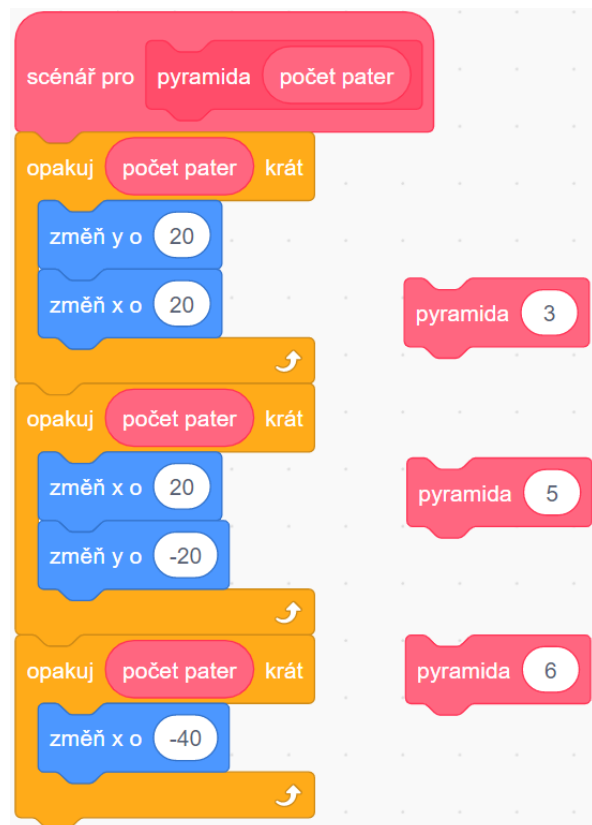 scénář pro pyramida počet pater
opakuj počet pater krát
změň y o 20
změň x o 20
pyramida 3
opakuj počet pater krát
změň x o 20
pyramida 5
změň y o -20
opakuj počet pater krát
pyramida 6
změň x o -40